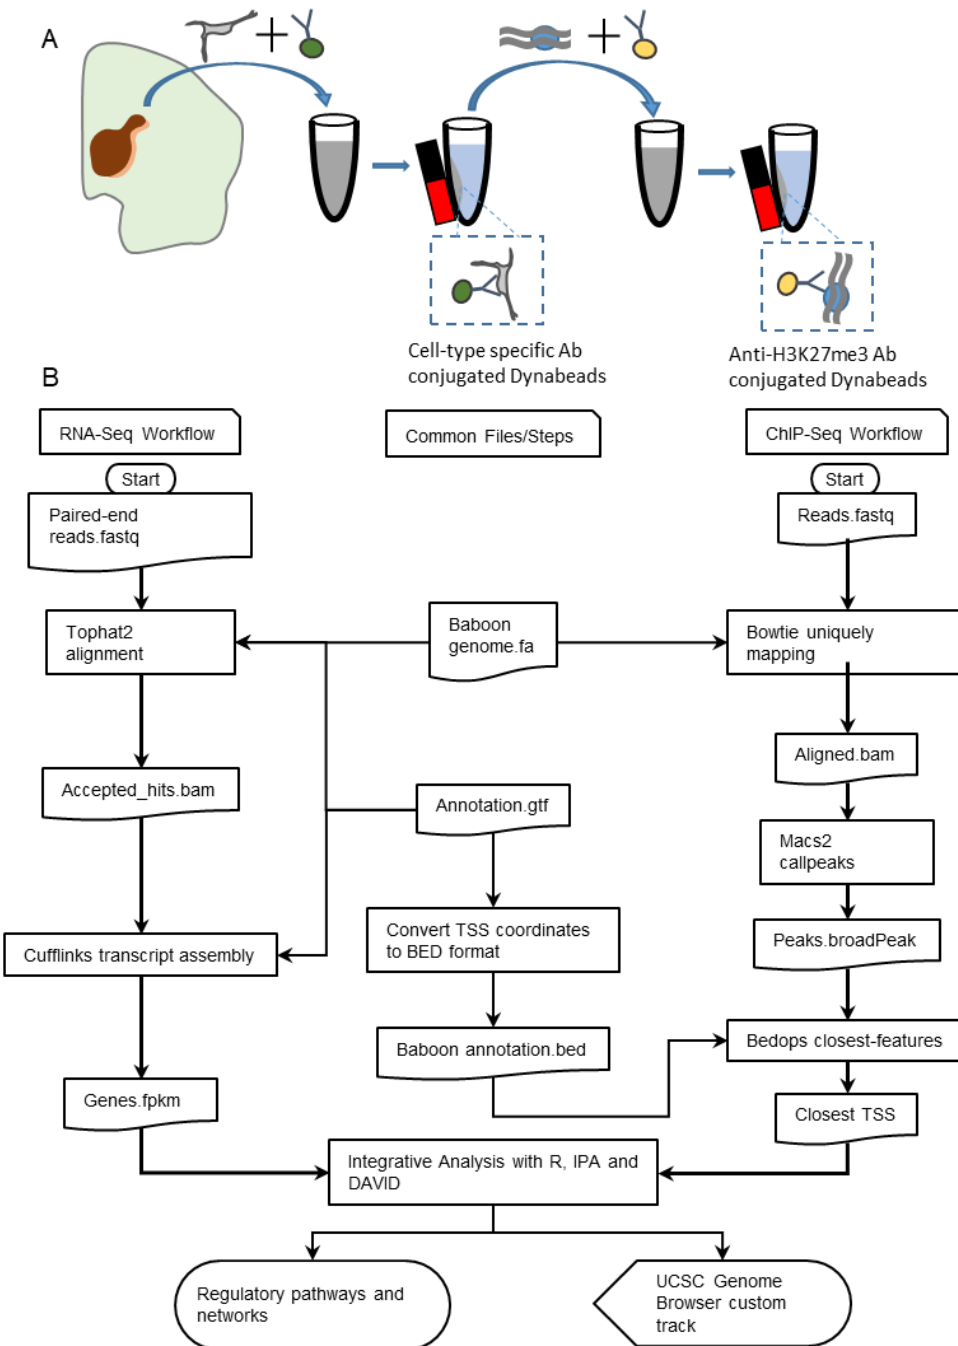 A
Cell-type specific Ab
conjugated Dynabeads
Anti-H3K27me3 Ab
conjugated Dynabeads
B
RNA-Seq Workflow
Common Files/Steps
ChIP-Seq Workflow
Start
Start
Paired-end
reads.fastq
Reads.fastq
Tophat2
alignment
Baboon
genome.fa
Bowtie uniquely
mapping
Aligned.bam
Accepted_hits.bam
Annotation.gtf
Macs2
callpeaks
Convert TSS coordinates
to BED format
Cufflinks transcript assembly
Peaks.broadPeak
Baboon annotation.bed
Bedops closest-features
Genes.fpkm
Closest TSS
Integrative Analysis with R, IPA and
DAVID
Regulatory pathways and
networks
UCSC Genome
Browser custom
track